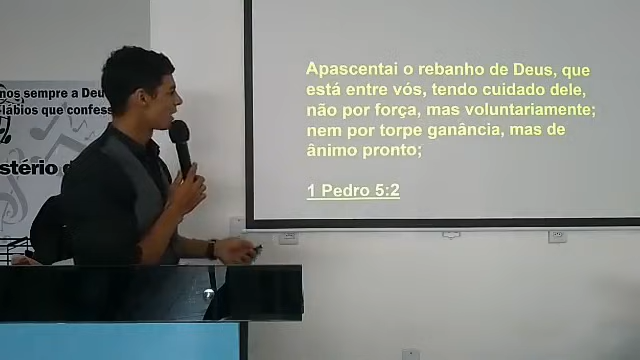 Apascentai o rebanho de Deus, que
está entre vós, tendo cuidado dele,
não por força, mas voluntariamente;
nem por torpe ganância, mas de
ânimo pronto;
1 Pedro 5:2
nos sempre a Deu
lábios que confess
stério